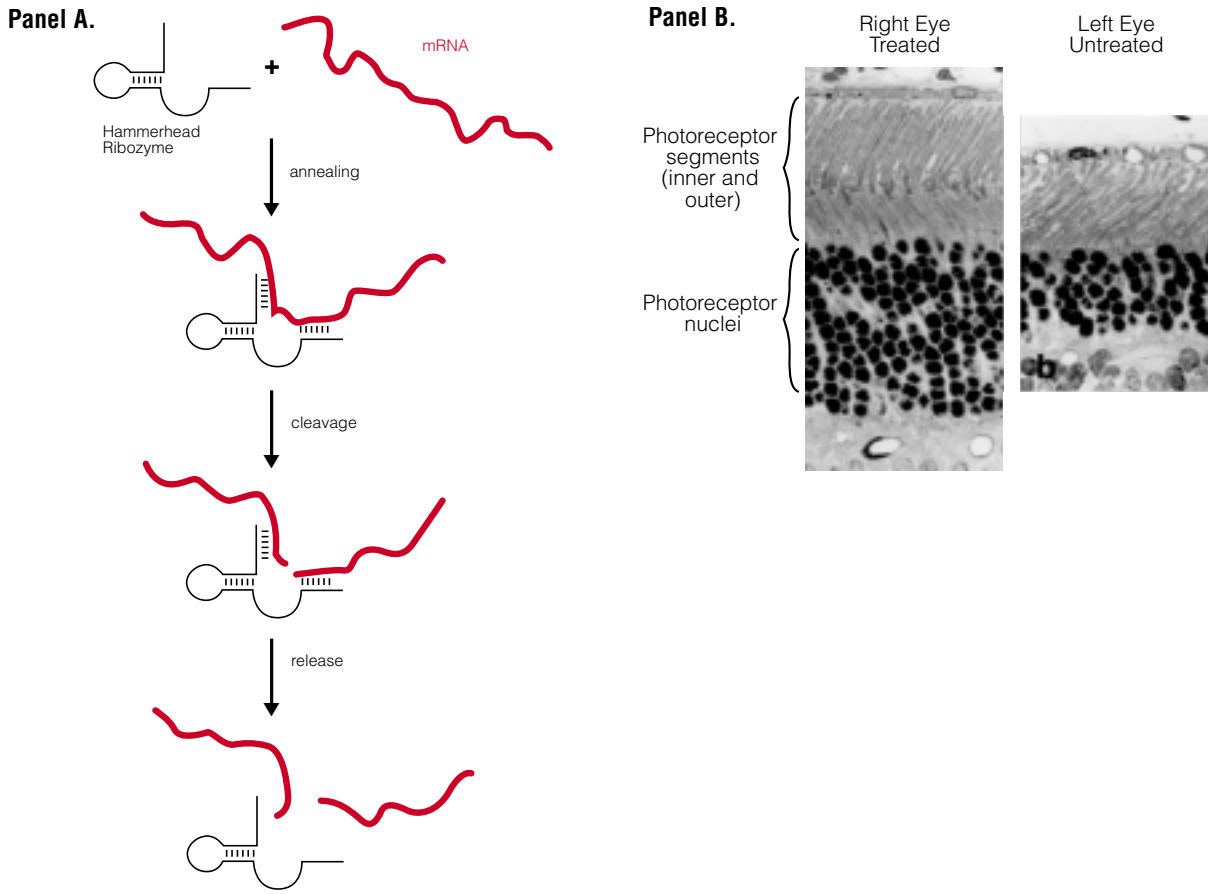 Panel A.
+
mRNA
Hammerhead
Ribozyme
annealing
cleavage
release
Panel B.
Right Eye
Treated
Left Eye
Untreated
Photoreceptor
segments
(inner and
outer)
Photoreceptor
nuclei
b